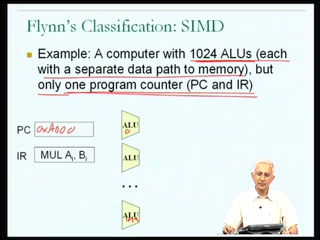 Flynn's Classification: SIMD
Example: A computer with 1024 ALUs (each
with a separate data path to memory), but
only one program counter (PC and IR)
PC 0xA000
ALU
0
IR MUL Ai, Bi
ALU
...
ALU